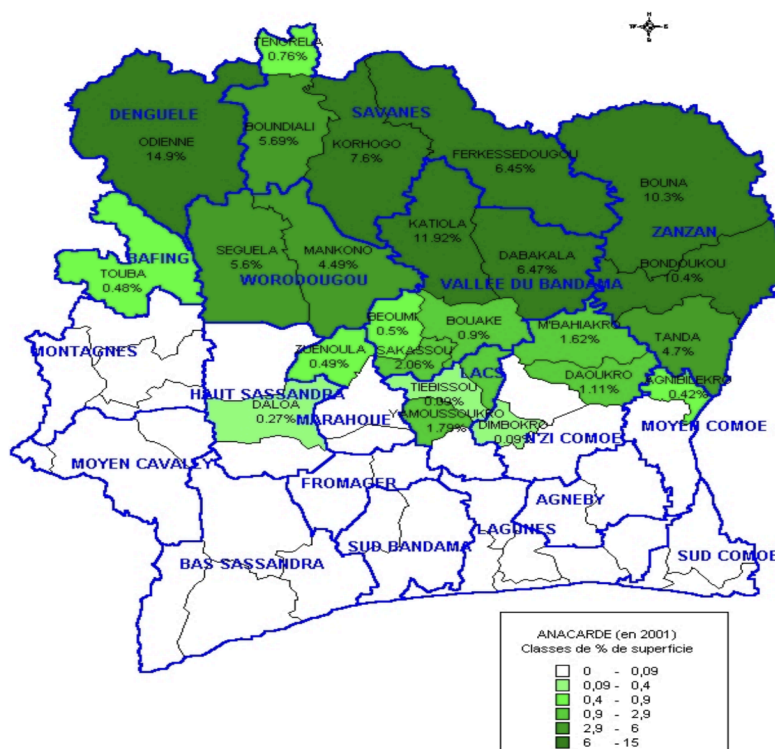 N
W E
S
TENGRELA
0.76%
DENGUELE
SAVANES
BOUNDIALI
5.69%
ODIENNE
14.9%
KORHOGO
7.6%
FERKESSEDOUGOU
6.45%
BOUNA
10.3%
KATIOLA
11.92%
ZANZAN
BAFING
SEGUELA
5.6%
MANKONO
4.49%
DABAKALA
6.47%
BONDOUKOU
10.4%
TOUBA
0.48%
WORODOUGOU
VALLEE DU BANDAMA
BEOUMI
0.5%
BOUAKE
0.9%
M'BAHIAKRO
1.62%
TANDA
4.7%
MONTAGNES
ZUENOULA
0.49%
SAKASSOU
2.06%
LACS
DAOUKRO
1.11%
AGNIBILEKRO
0.42%
HAUT SASSANDRA
TIEBISSOU
0.09%
DALOA
0.27%
MARAHOUE
YAMOUSSOUKRO
1.79%
DIMBOKRO
0.09%
N'ZI COMOE
MOYEN COMOE
MOYEN CAVALLY
FROMAGER
AGNEBY
LAGUNES
SUD BANDAMA
SUD COMOE
BAS SASSANDRA
ANACARDE (en 2001)
Classes de % de superficie
0 - 0,09
0,09 - 0,4
0,4 - 0,9
0,9 - 2,9
2,9 - 6
6 - 15